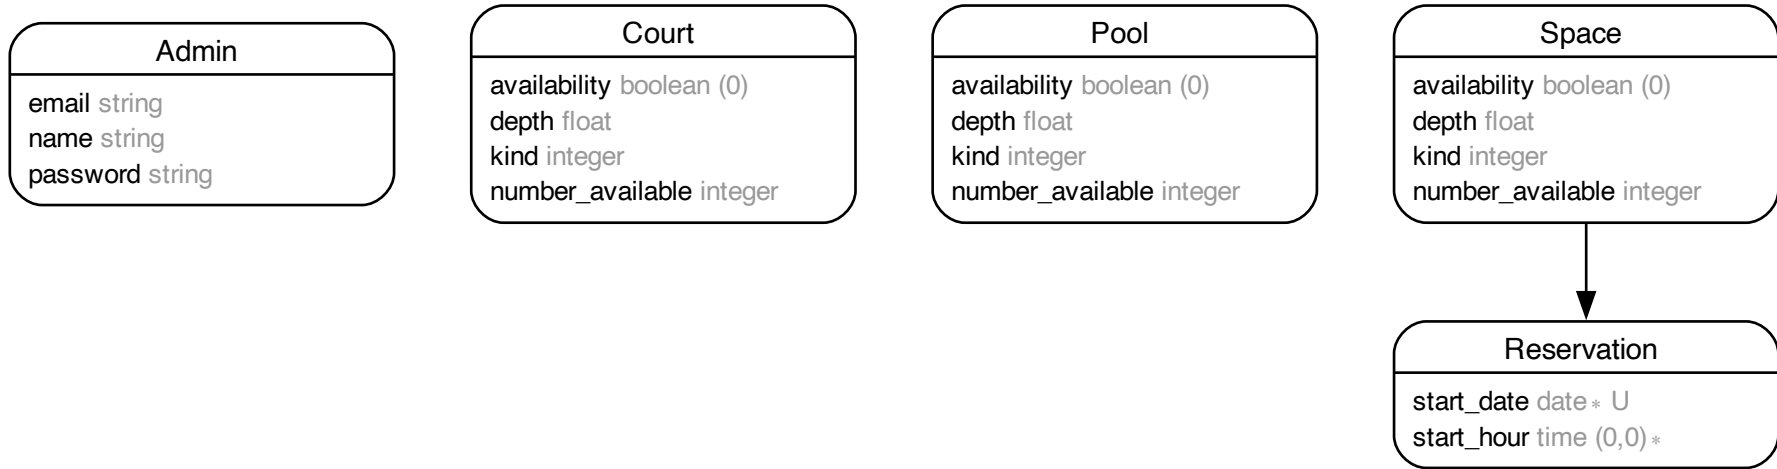 Admin
email string
name string
password string
Court
availability boolean (0)
depth float
kind integer
number_available integer
Pool
availability boolean (0)
depth float
kind integer
number_available integer
Space
availability boolean (0)
depth float
kind integer
number_available integer
Reservation
start_date date∗ U
start_hour time (0,0)∗